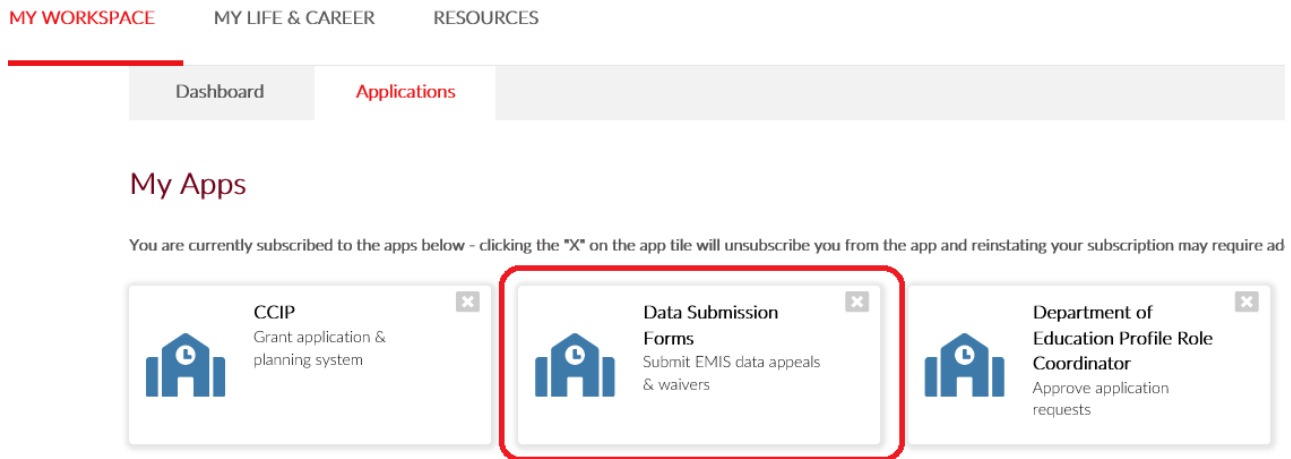 MY WORKSPACE MY LIFE & CAREER RESOURCES
Dashboard Applications
My Apps
You are currently subscribed to the apps below - clicking the "X" on the app tile will unsubscribe you from the app and reinstating your subscription may require ad
CCIP
Grant application &
planning system
Data Submission
Forms
Submit EMIS data appeals
& waivers
Department of
Education Profile Role
Coordinator
Approve application
requests